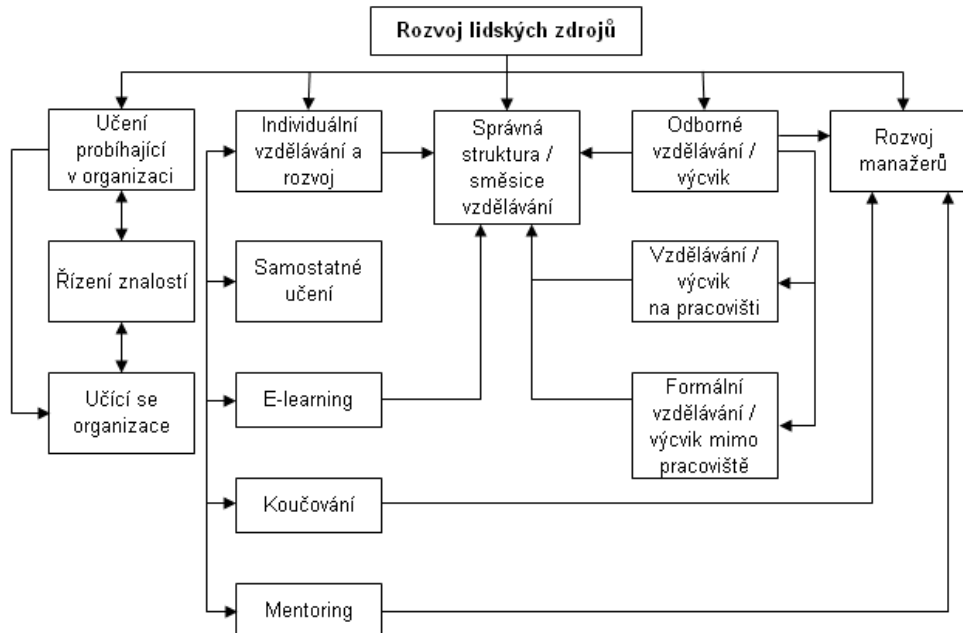 Rozvoj lidských zdrojů
Učení
probíhající
v organizaci
Individuální
vzdělávání a
rozvoj
Správná
struktura /
směsice
vzdělávání
Odborné
vzdělávání /
výcvik
Rozvoj
manažerů
Řízení znalostí
Samostatné
učení
Vzdělávání /
výcvik
na pracovišti
Učící se
organizace
E-learning
Formální
vzdělávání /
výcvik mimo
pracoviště
Koučování
Mentoring